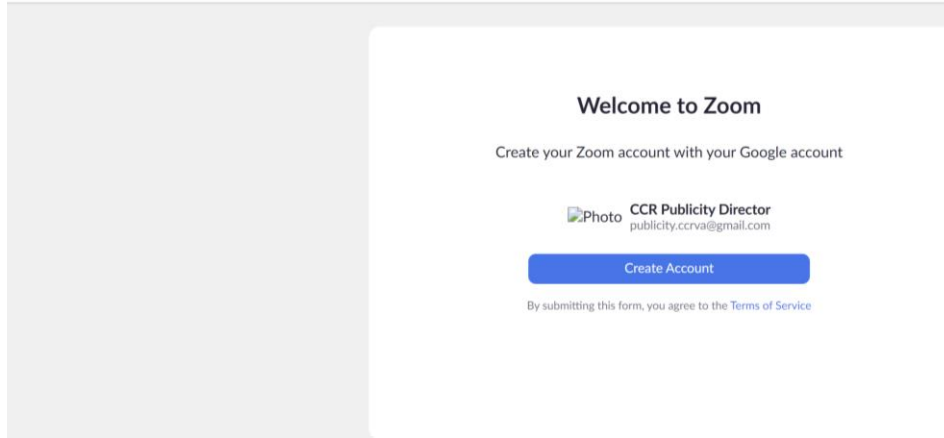 Welcome to Zoom
Create your Zoom account with your Google account
Photo
CCR Publicity Director
publicity.ccrva@gmail.com
Create Account
By submitting this form, you agree to the Terms of Service